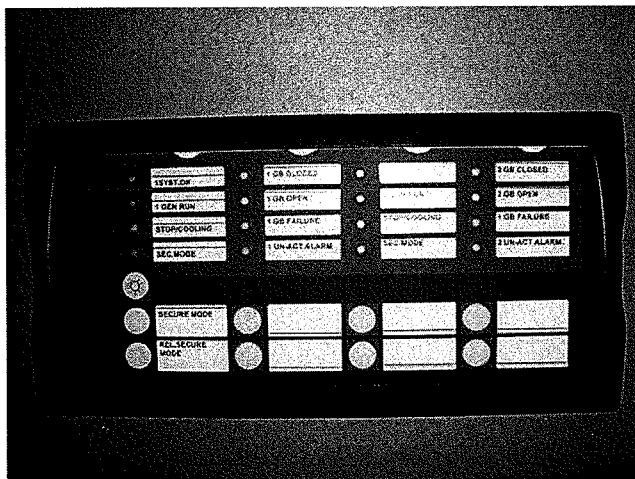 1SYST.OK
1 GB CLOSED
2 GB CLOSED
1 GEN RUN
1 GB OPEN
2 GB OPEN
STOP/COOLING
1 GB FAILURE
STOP/COOLING
1 GB FAILURE
SEC.MODE
1 UN-ACT.ALARM
SEC.MODE
2 UN-ACT.ALARM
SECURE MODE
REL.SECURE
MODE